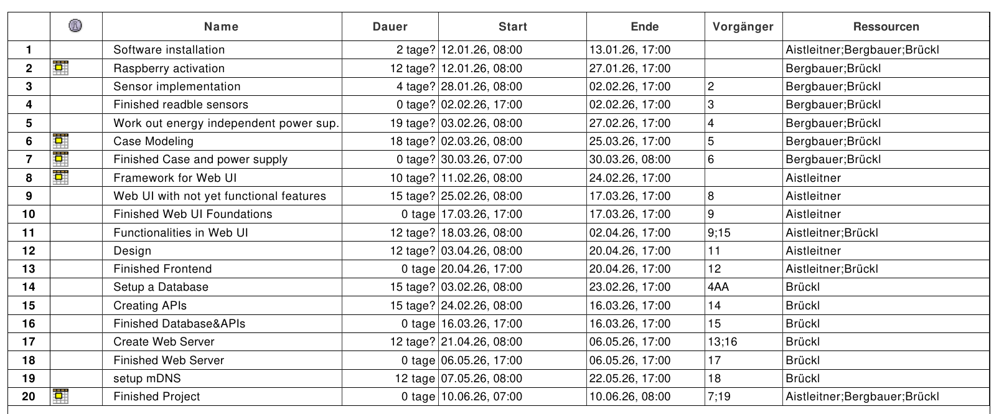 Name Dauer Start Ende Vorgänger Ressourcen
1 Software installation 2 tage? 12.01.26, 08:00 13.01.26, 17:00 Aistleitner;Bergbauer;Brückl
2 Raspberry activation 12 tage? 12.01.26, 08:00 27.01.26, 17:00 Bergbauer;Brückl
3 Sensor implementation 4 tage? 28.01.26, 08:00 02.02.26, 17:00 2 Bergbauer;Brückl
4 Finished readble sensors 0 tage? 02.02.26, 17:00 02.02.26, 17:00 3 Bergbauer;Brückl
5 Work out energy independent power sup. 19 tage? 03.02.26, 08:00 27.02.26, 17:00 4 Bergbauer;Brückl
6 Case Modeling 18 tage? 02.03.26, 08:00 25.03.26, 17:00 5 Bergbauer;Brückl
7 Finished Case and power supply 0 tage? 30.03.26, 07:00 30.03.26, 08:00 6 Bergbauer;Brückl
8 Framework for Web UI 10 tage? 11.02.26, 08:00 24.02.26, 17:00 Aistleitner
9 Web UI with not yet functional features 15 tage? 25.02.26, 08:00 17.03.26, 17:00 8 Aistleitner
10 Finished Web UI Foundations 0 tage 17.03.26, 17:00 17.03.26, 17:00 9 Aistleitner
11 Functionalities in Web UI 12 tage? 18.03.26, 08:00 02.04.26, 17:00 9;15 Aistleitner;Brückl
12 Design 12 tage? 03.04.26, 08:00 20.04.26, 17:00 11 Aistleitner
13 Finished Frontend 0 tage 20.04.26, 17:00 20.04.26, 17:00 12 Aistleitner;Brückl
14 Setup a Database 15 tage? 03.02.26, 08:00 23.02.26, 17:00 4AA Brückl
15 Creating APIs 15 tage? 24.02.26, 08:00 16.03.26, 17:00 14 Brückl
16 Finished Database&APIs 0 tage 16.03.26, 17:00 16.03.26, 17:00 15 Brückl
17 Create Web Server 12 tage? 21.04.26, 08:00 06.05.26, 17:00 13;16 Brückl
18 Finished Web Server 0 tage 06.05.26, 17:00 06.05.26, 17:00 17 Brückl
19 setup mDNS 12 tage 07.05.26, 08:00 22.05.26, 17:00 18 Brückl
20 Finished Project 0 tage 10.06.26, 07:00 10.06.26, 08:00 7;19 Aistleitner;Bergbauer;Brückl